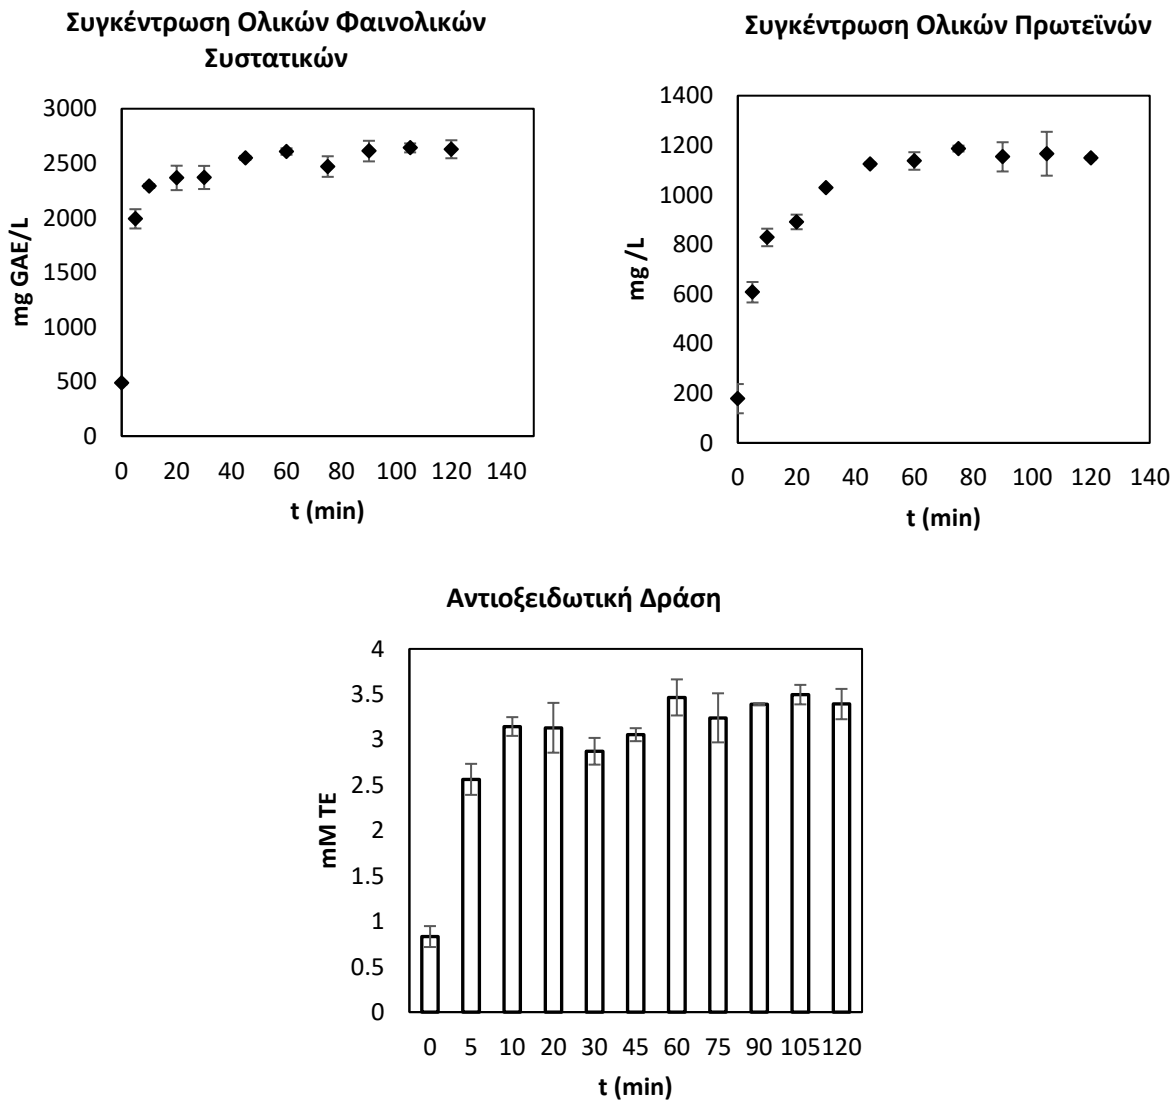 Συγκέντρωση Ολικών Φαινολικών
Συστατικών
3000
2500
2000
1500
1000
500
0
mg GAE/L
0 20 40 60 80 100 120 140
t (min)
Συγκέντρωση Ολικών Πρωτεϊνών
1400
1200
1000
800
600
400
200
0
mg /L
0 20 40 60 80 100 120 140
t (min)
Αντιοξειδωτική Δράση
4
3.5
3
2.5
2
1.5
1
0.5
0
mM TE
0 5 10 20 30 45 60 75 90 105 120
t (min)